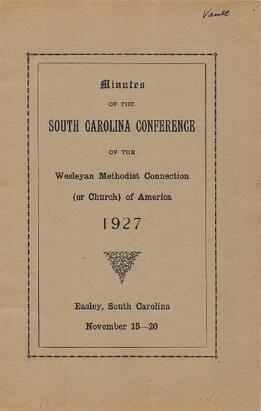 Vault
Minutes
OF THE
SOUTH CAROLINA CONFERENCE
OF THE
Wesleyan Methodist Connection
(or Church) of America
1927
Easley, South Carolina
November 15—20